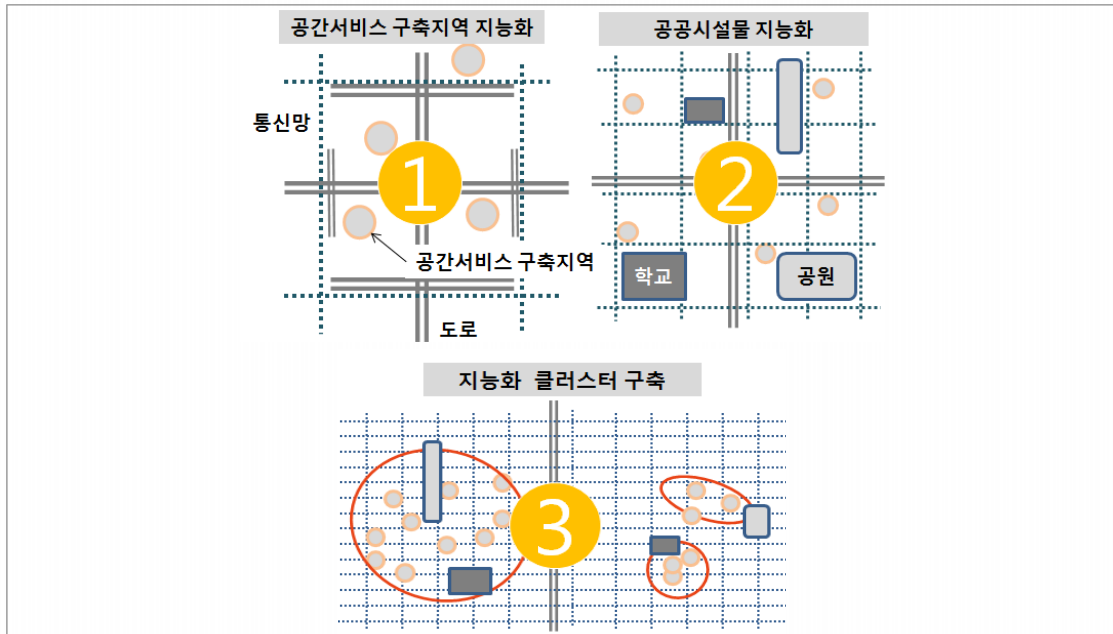 공간서비스 구축지역 지능화
통신망
1
공간서비스 구축지역
도로
공공시설물 지능화
2
학교
공원
지능화 클러스터 구축
3